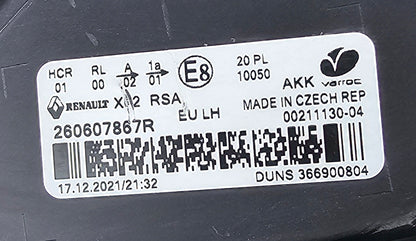 HCR RL A 1a E8 20 PL
01 00 02 01 10050 AKK varroc
RENAULT RSA MADE IN CZECH REP
EU LH 00211130-04
260607867R
17.12.2021/21:32 DUNS 366900804